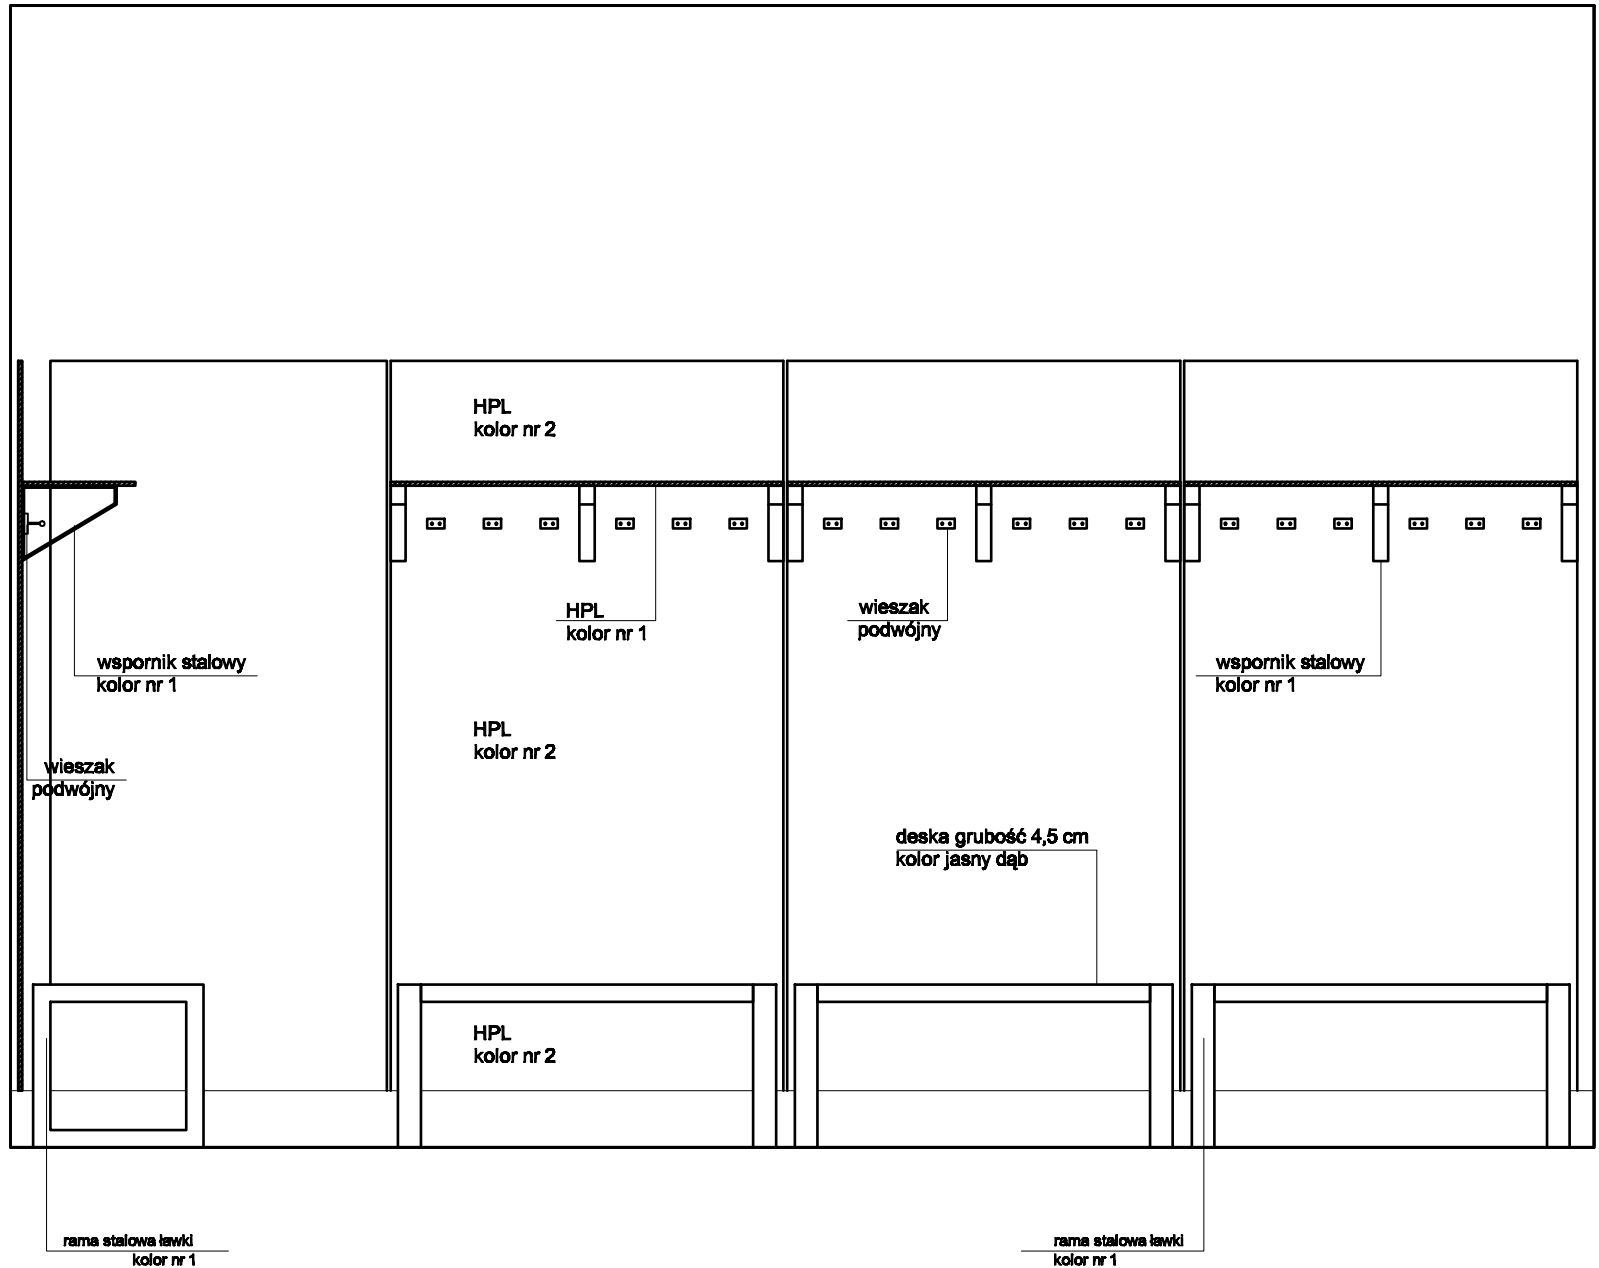 HPL
kolor nr 2
HPL
kolor nr 1
wieszak
podwójny
wspornik stalowy
kolor nr 1
wspornik stalowy
kolor nr 1
HPL
kolor nr 2
wieszak
podwójny
deska grubość 4,5 cm
kolor jasny dąb
HPL
kolor nr 2
rama stalowa ławki
kolor nr 1
rama stalowa ławki
kolor nr 1